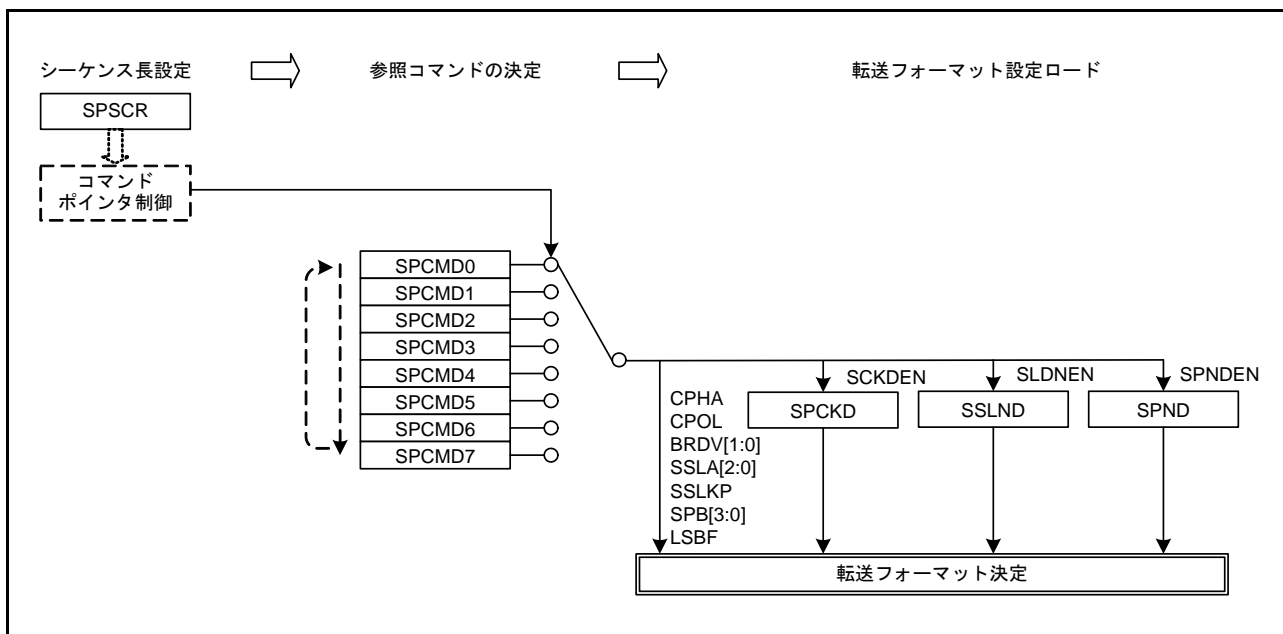 シーケンス長設定
参照コマンドの決定
転送フォーマット設定ロード
SPSCR
コマンド
ポインタ制御
SPCMD0
SPCMD1
SPCMD2
SPCMD3
SPCMD4
SPCMD5
SPCMD6
SPCMD7
CPHA
CPOL
BRDV[1:0]
SSLA[2:0]
SSLKP
SPB[3:0]
LSBF
SCKDEN
SPCKD
SLDNEN
SSLND
SPNDEN
SPND
転送フォーマット決定